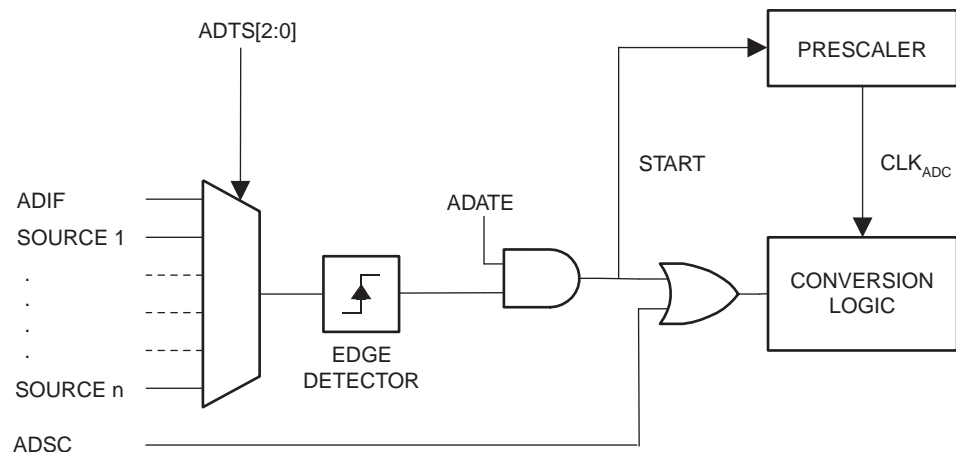 ADTS[2:0]
PRESCALER
START
CLKADC
ADIF
ADATE
SOURCE 1
.
.
.
.
CONVERSION
LOGIC
EDGE
DETECTOR
SOURCE n
ADSC